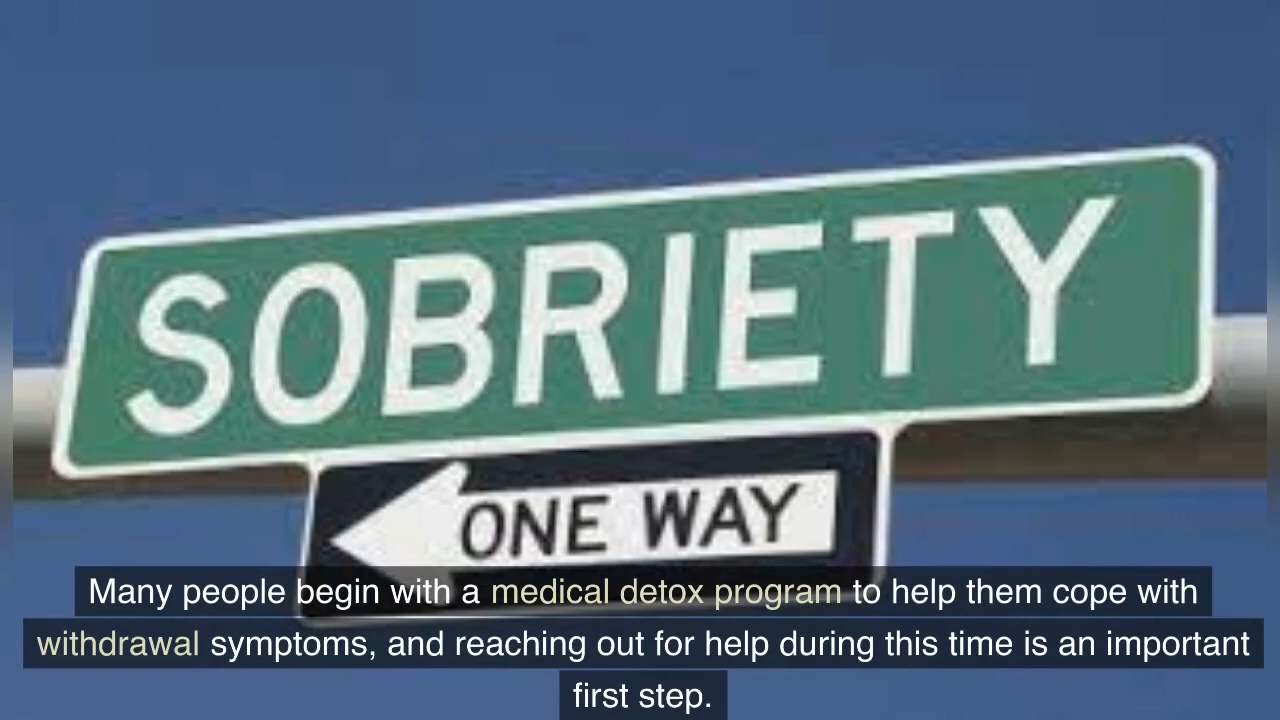 SOBRIETY
ONE WAY
Many people begin with a medical detox program to help them cope with
withdrawal symptoms, and reaching out for help during this time is an important
first step.